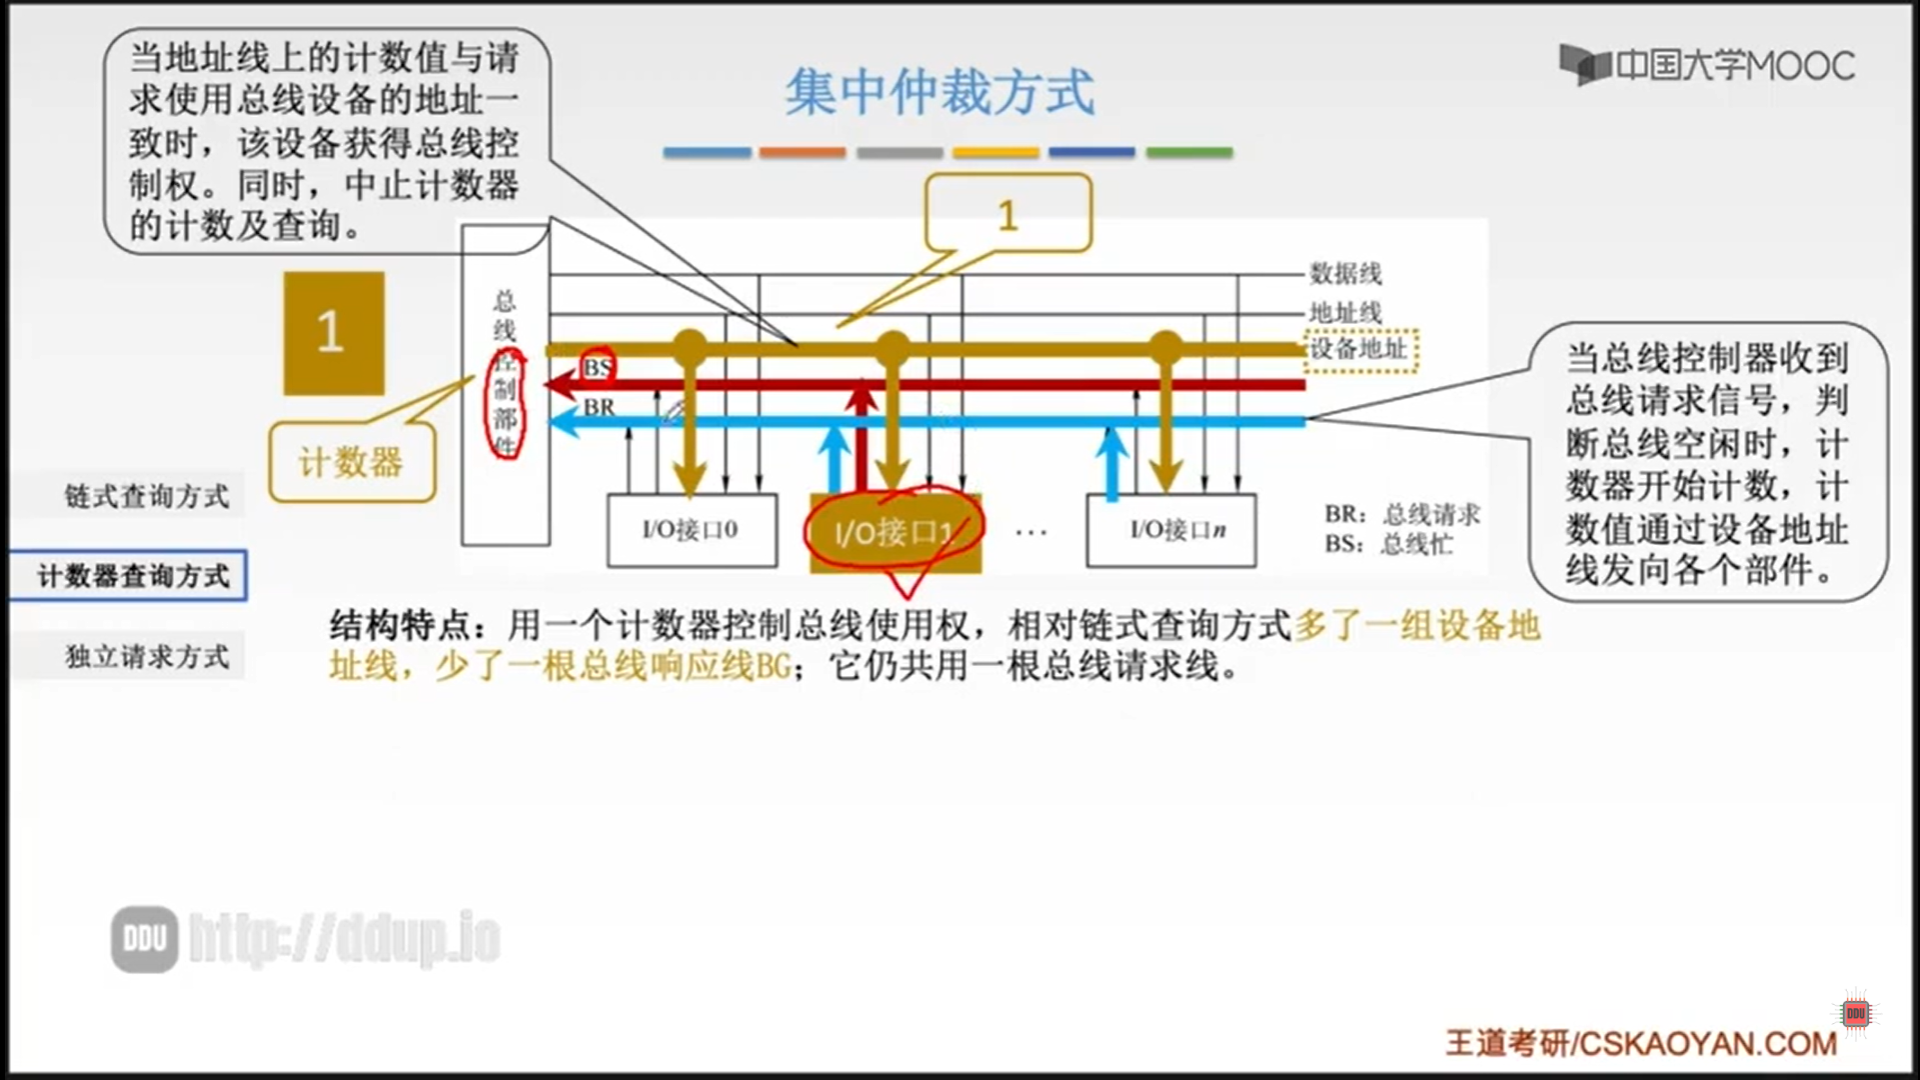 当地址线上的计数值与请
求使用总线设备的地址一
致时，该设备获得总线控
制权。同时，中止计数器
的计数及查询。
集中仲裁方式
中国大学MOOC
1
1
总线控制部件
数据线
地址线
设备地址
BS
BR
计数器
I/O接口0
I/O接口1
...
I/O接口n
BR：总线请求
BS：总线忙
当总线控制器收到
总线请求信号，判
断总线空闲时，计
数器开始计数，计
数值通过设备地址
线发向各个部件。
链式查询方式
计数器查询方式
独立请求方式
结构特点：用一个计数器控制总线使用权，相对链式查询方式多了一组设备地
址线，少了一根总线响应线BG；它仍共用一根总线请求线。
DDU http://ddup.io
DDU
王道考研/CSKAOYAN.COM